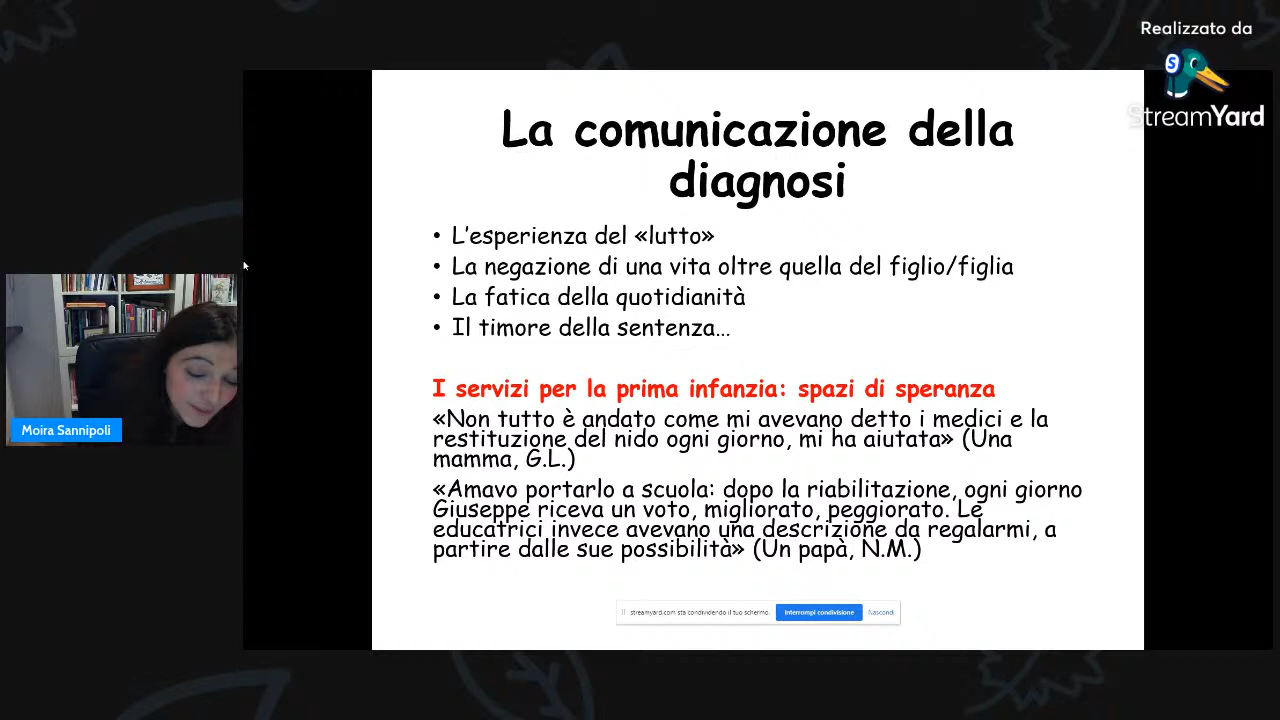 Realizzato da
StreamYard
La comunicazione della
diagnosi
• L'esperienza del «lutto»
• La negazione di una vita oltre quella del figlio/figlia
• La fatica della quotidianità
• Il timore della sentenza…
I servizi per la prima infanzia: spazi di speranza
«Non tutto è andato come mi avevano detto i medici e la
restituzione del nido ogni giorno, mi ha aiutata» (Una
mamma, G.L.)
«Amavo portarlo a scuola: dopo la riabilitazione, ogni giorno
Giuseppe riceva un voto, migliorato, peggiorato. Le
educatrici invece avevano una descrizione da regalarmi, a
partire dalle sue possibilità» (Un papà, N.M.)
Moira Sannipoli
streamyard.com sta condividendo il tuo schermo.
Interrompi condivisione
Nascondi